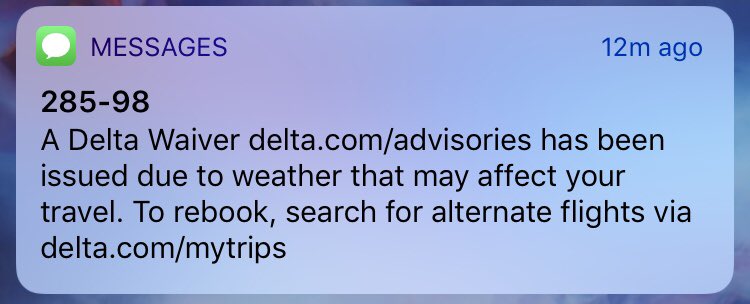 MESSAGES 12m ago
285-98
A Delta Waiver delta.com/advisories has been
issued due to weather that may affect your
travel. To rebook, search for alternate flights via
delta.com/mytrips